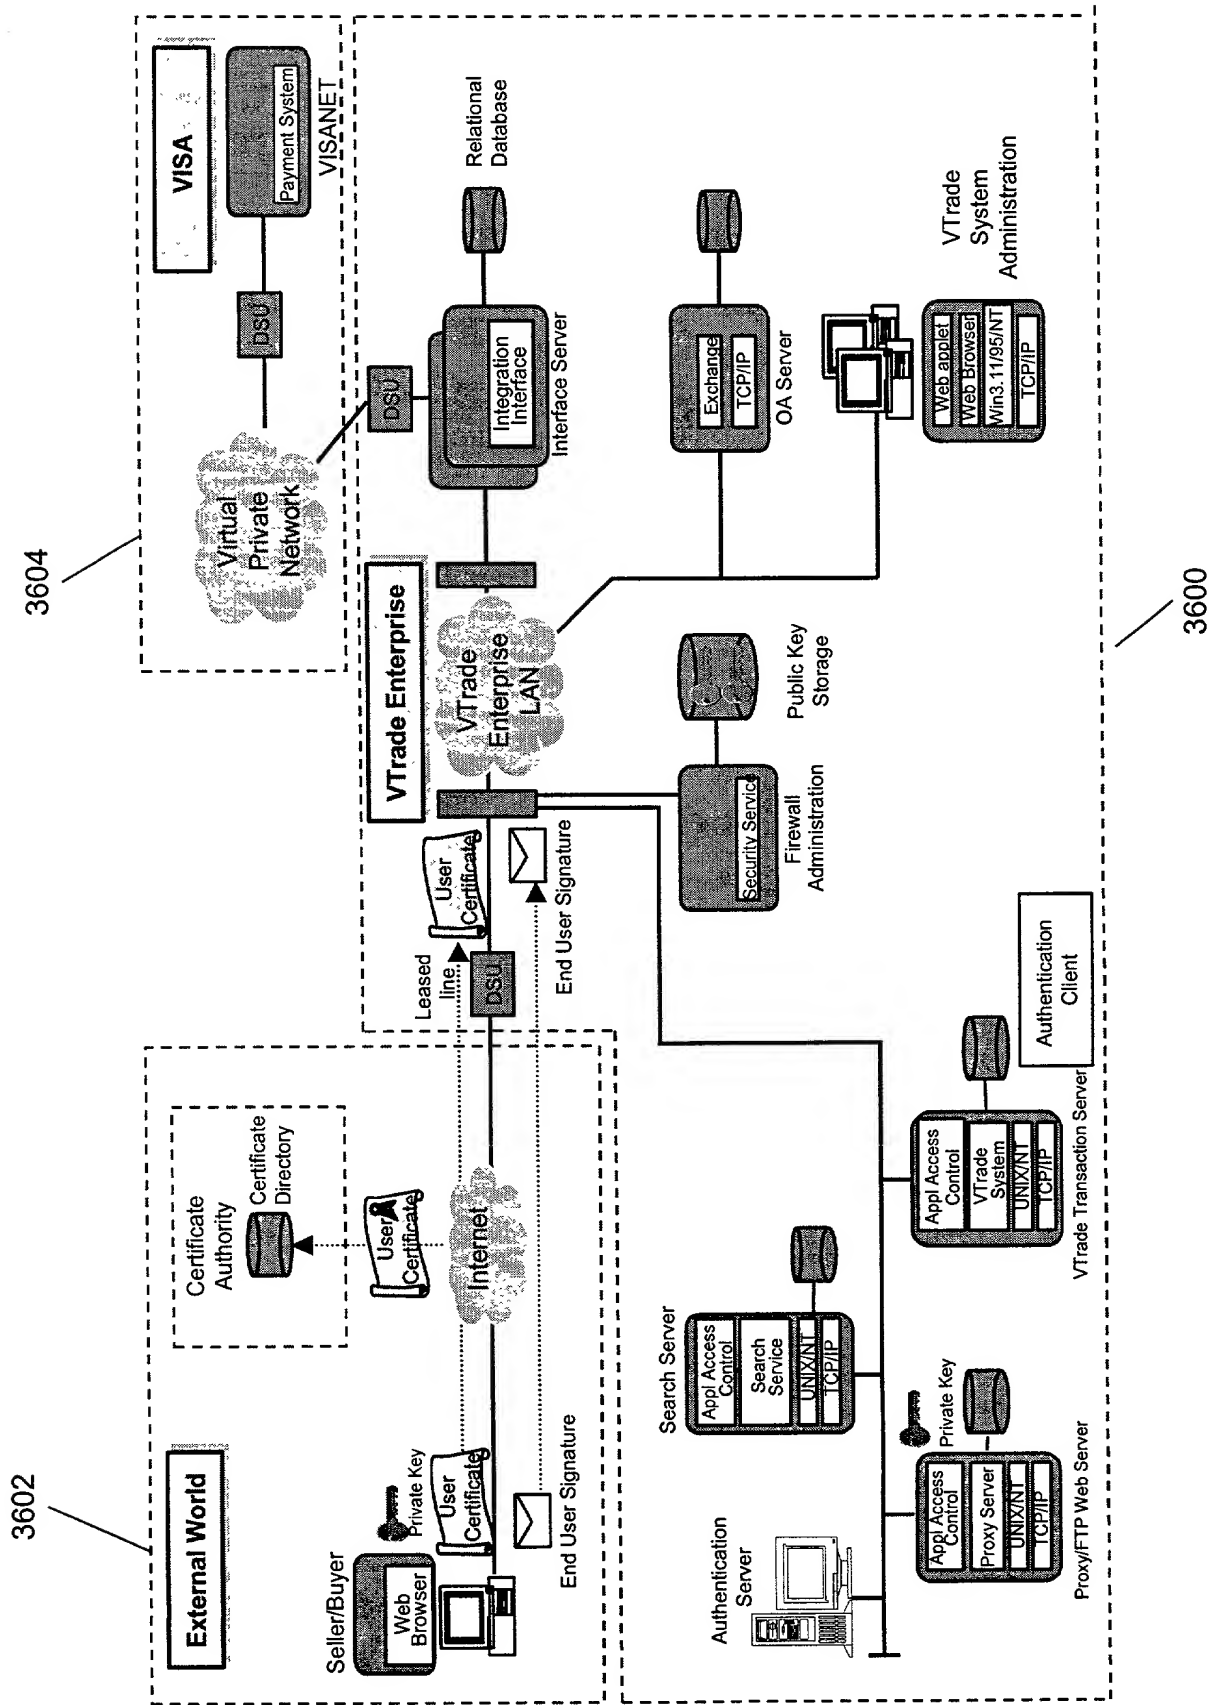 3602
3604
3600
External World
Seller/Buyer
Web
Browser
Private Key
User
Certificate
End User Signature
Certificate
Authority
Certificate
Directory
User
Certificate
Internet
Leased
line
DSU
User
Certificate
End User Signature
VISA
Payment System
VISANET
DSU
Virtual
Private
Network
VTrade Enterprise
VTrade
Enterprise
LAN
DSU
Integration
Interface
Interface Server
Relational
Database
Exchange
TCP/IP
OA Server
Web applet
Web Browser
Win3.11/95/NT
TCP/IP
VTrade
System
Administration
Security Service
Firewall
Administration
Public Key
Storage
Authentication
Server
Search Server
Appl Access
Control
Search
Service
UNIX/NT
TCP/IP
Appl Access
Control
Proxy Server
UNIX/NT
TCP/IP
Proxy/FTP Web Server
Private Key
Appl Access
Control
VTrade
System
UNIX/NT
TCP/IP
VTrade Transaction Server
Authentication
Client